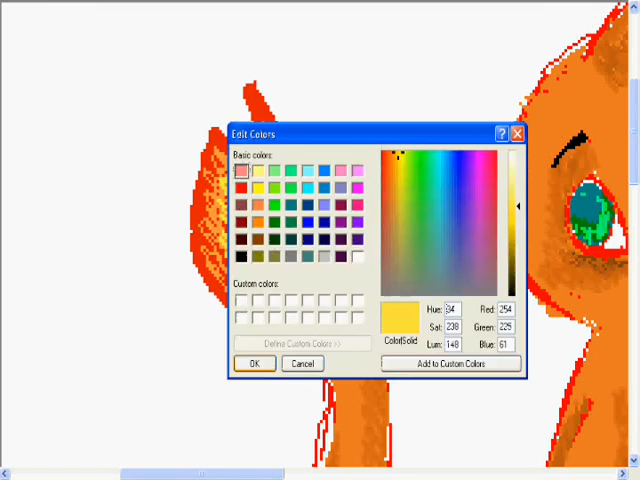 Edit Colors
Basic colors:
Custom colors:
Define Custom Colors >>
OK
Cancel
Color|Solid
Hue: 34
Sat: 238
Lum: 148
Red: 254
Green: 225
Blue: 61
Add to Custom Colors